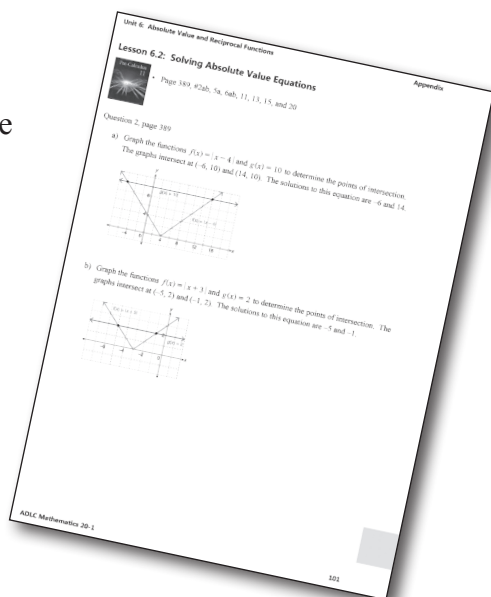 e
Unit 6: Absolute Value and Reciprocal Functions
Appendix
Lesson 6.2: Solving Absolute Value Equations
Pre-Calculus
11
• Page 389, #2ab, 5a, 6ab, 11, 13, 15, and 20
Question 2, page 389
a) Graph the functions f(x) = |x − 4| and g(x) = 10 to determine the points of intersection.
The graphs intersect at (−6, 10) and (14, 10). The solutions to this equation are −6 and 14.
b) Graph the functions f(x) = |x + 3| and g(x) = 2 to determine the points of intersection. The
graphs intersect at (−5, 2) and (−1, 2). The solutions to this equation are −5 and −1.
ADLC Mathematics 20-1
101